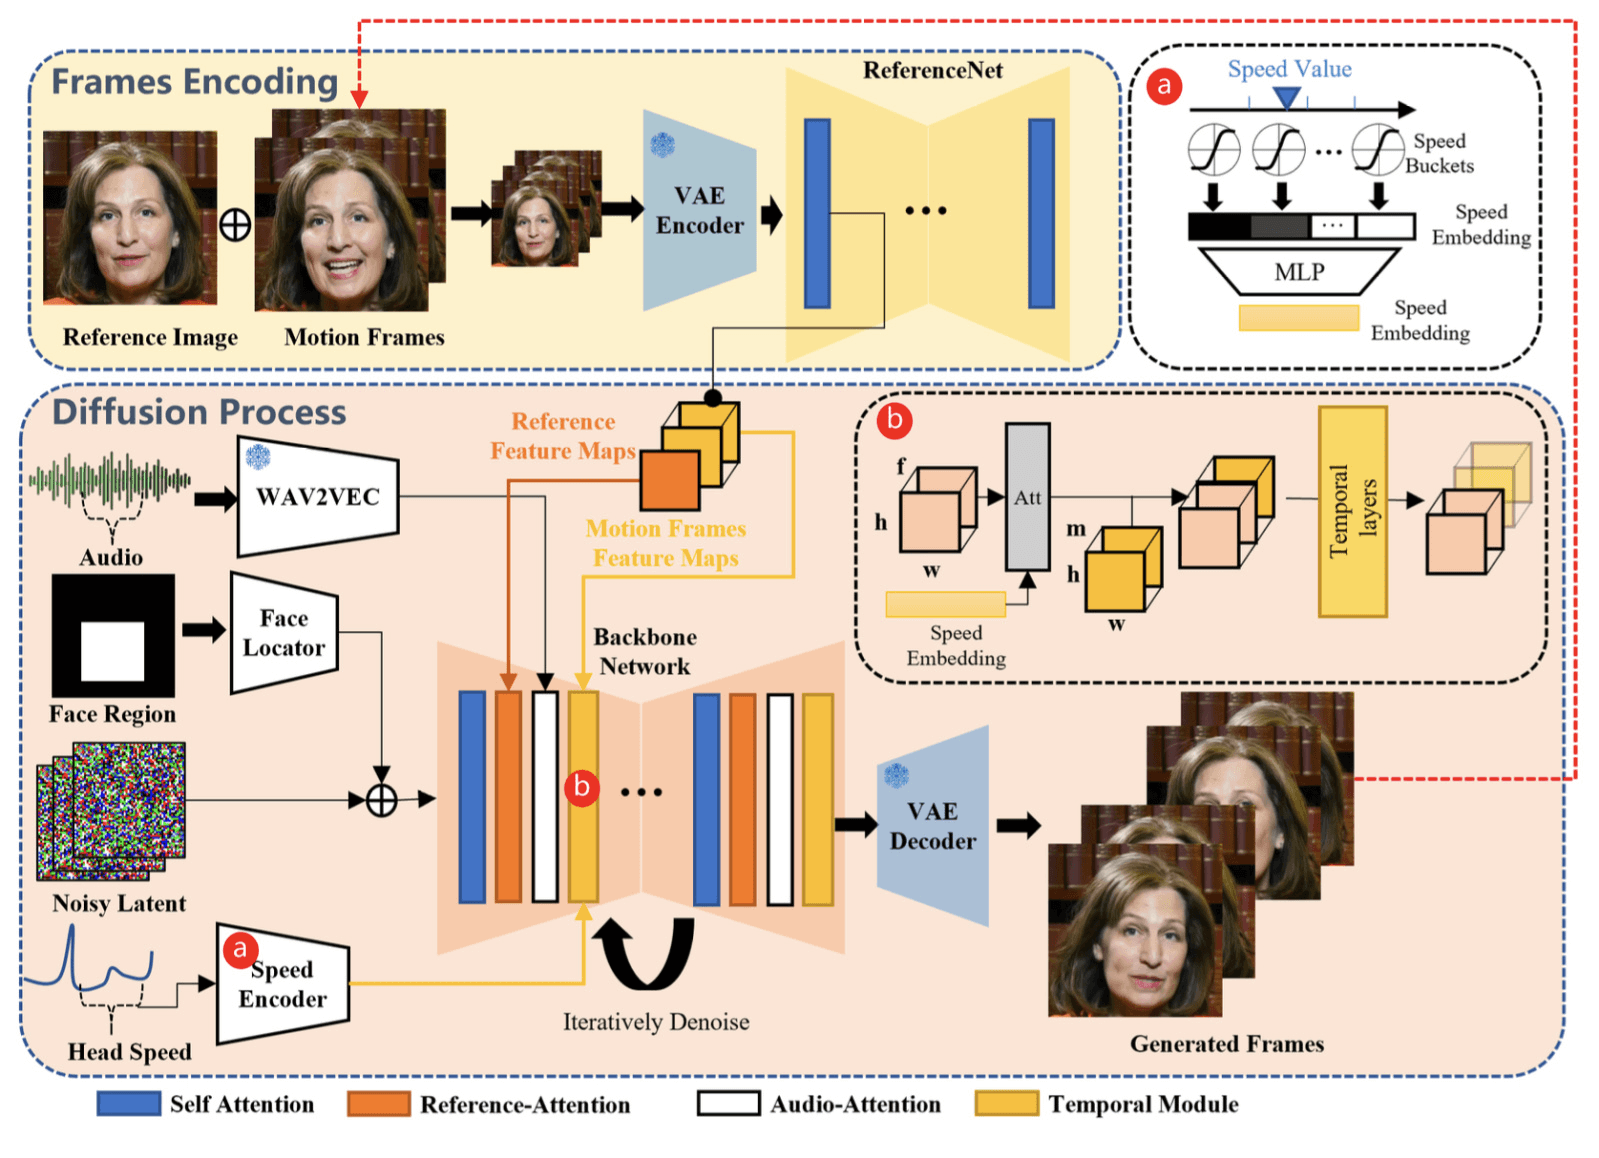 Frames Encoding
ReferenceNet
VAE
Encoder
Reference Image
Motion Frames
a
Speed Value
Speed
Buckets
...
Speed
Embedding
...
MLP
Speed
Embedding
...
Diffusion Process
Reference
Feature Maps
WAV2VEC
Audio
Motion Frames
Feature Maps
Face
Locator
Face Region
Backbone
Network
b
f
h
w
Att
m
h
w
Temporal
layers
Speed
Embedding
b
...
VAE
Decoder
Noisy Latent
a
Speed
Encoder
Head Speed
Iteratively Denoise
Generated Frames
Self Attention
Reference-Attention
Audio-Attention
Temporal Module